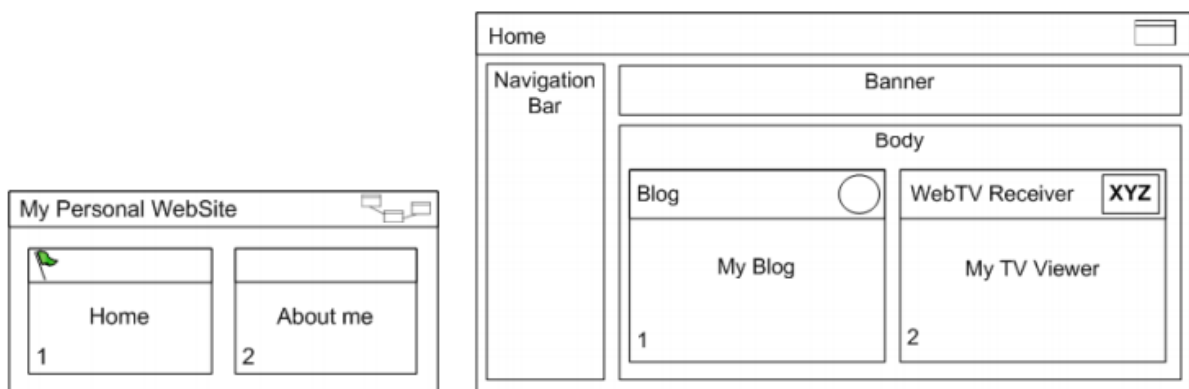 My Personal WebSite
Home
1
About me
2
Home
Navigation
Bar
Banner
Body
Blog
My Blog
1
WebTV Receiver
XYZ
My TV Viewer
2